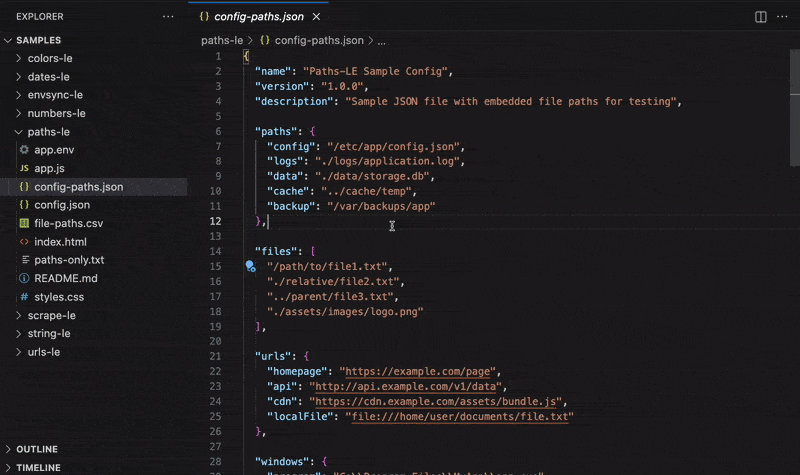 EXPLORER
SAMPLES
colors-le
dates-le
envsync-le
numbers-le
paths-le
app.env
JS app.js
{} config-paths.json
{} config.json
file-paths.csv
<> index.html
paths-only.txt
README.md
# styles.css
scrape-le
string-le
urls-le
OUTLINE
TIMELINE
{} config-paths.json
paths-le > {} config-paths.json > ...
1 {
2 "name": "Paths-LE Sample Config",
3 "version": "1.0.0",
4 "description": "Sample JSON file with embedded file paths for testing",
5
6 "paths": {
7 "config": "/etc/app/config.json",
8 "logs": "./logs/application.log",
9 "data": "./data/storage.db",
10 "cache": "../cache/temp",
11 "backup": "/var/backups/app"
12 },
13
14 "files": [
15 "/path/to/file1.txt",
16 "./relative/file2.txt",
17 "../parent/file3.txt",
18 "./assets/images/logo.png"
19 ],
20
21 "urls": {
22 "homepage": "https://example.com/page",
23 "api": "http://api.example.com/v1/data",
24 "cdn": "https://cdn.example.com/assets/bundle.js",
25 "localFile": "file:///home/user/documents/file.txt"
26 },
27
28 "windows": {